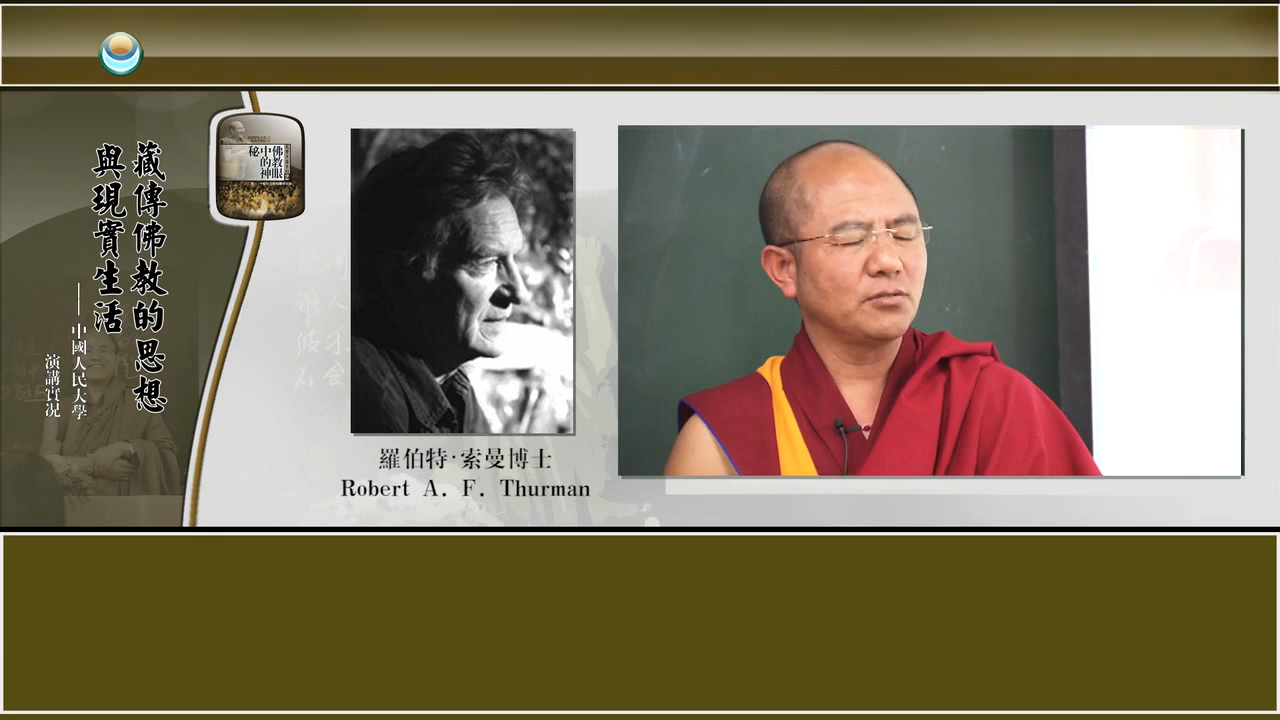 藏傳佛教的思想
與現實生活
——中國人民大學
演講實況
佛教眼
中的神
秘
羅伯特·索曼博士
Robert A. F. Thurman